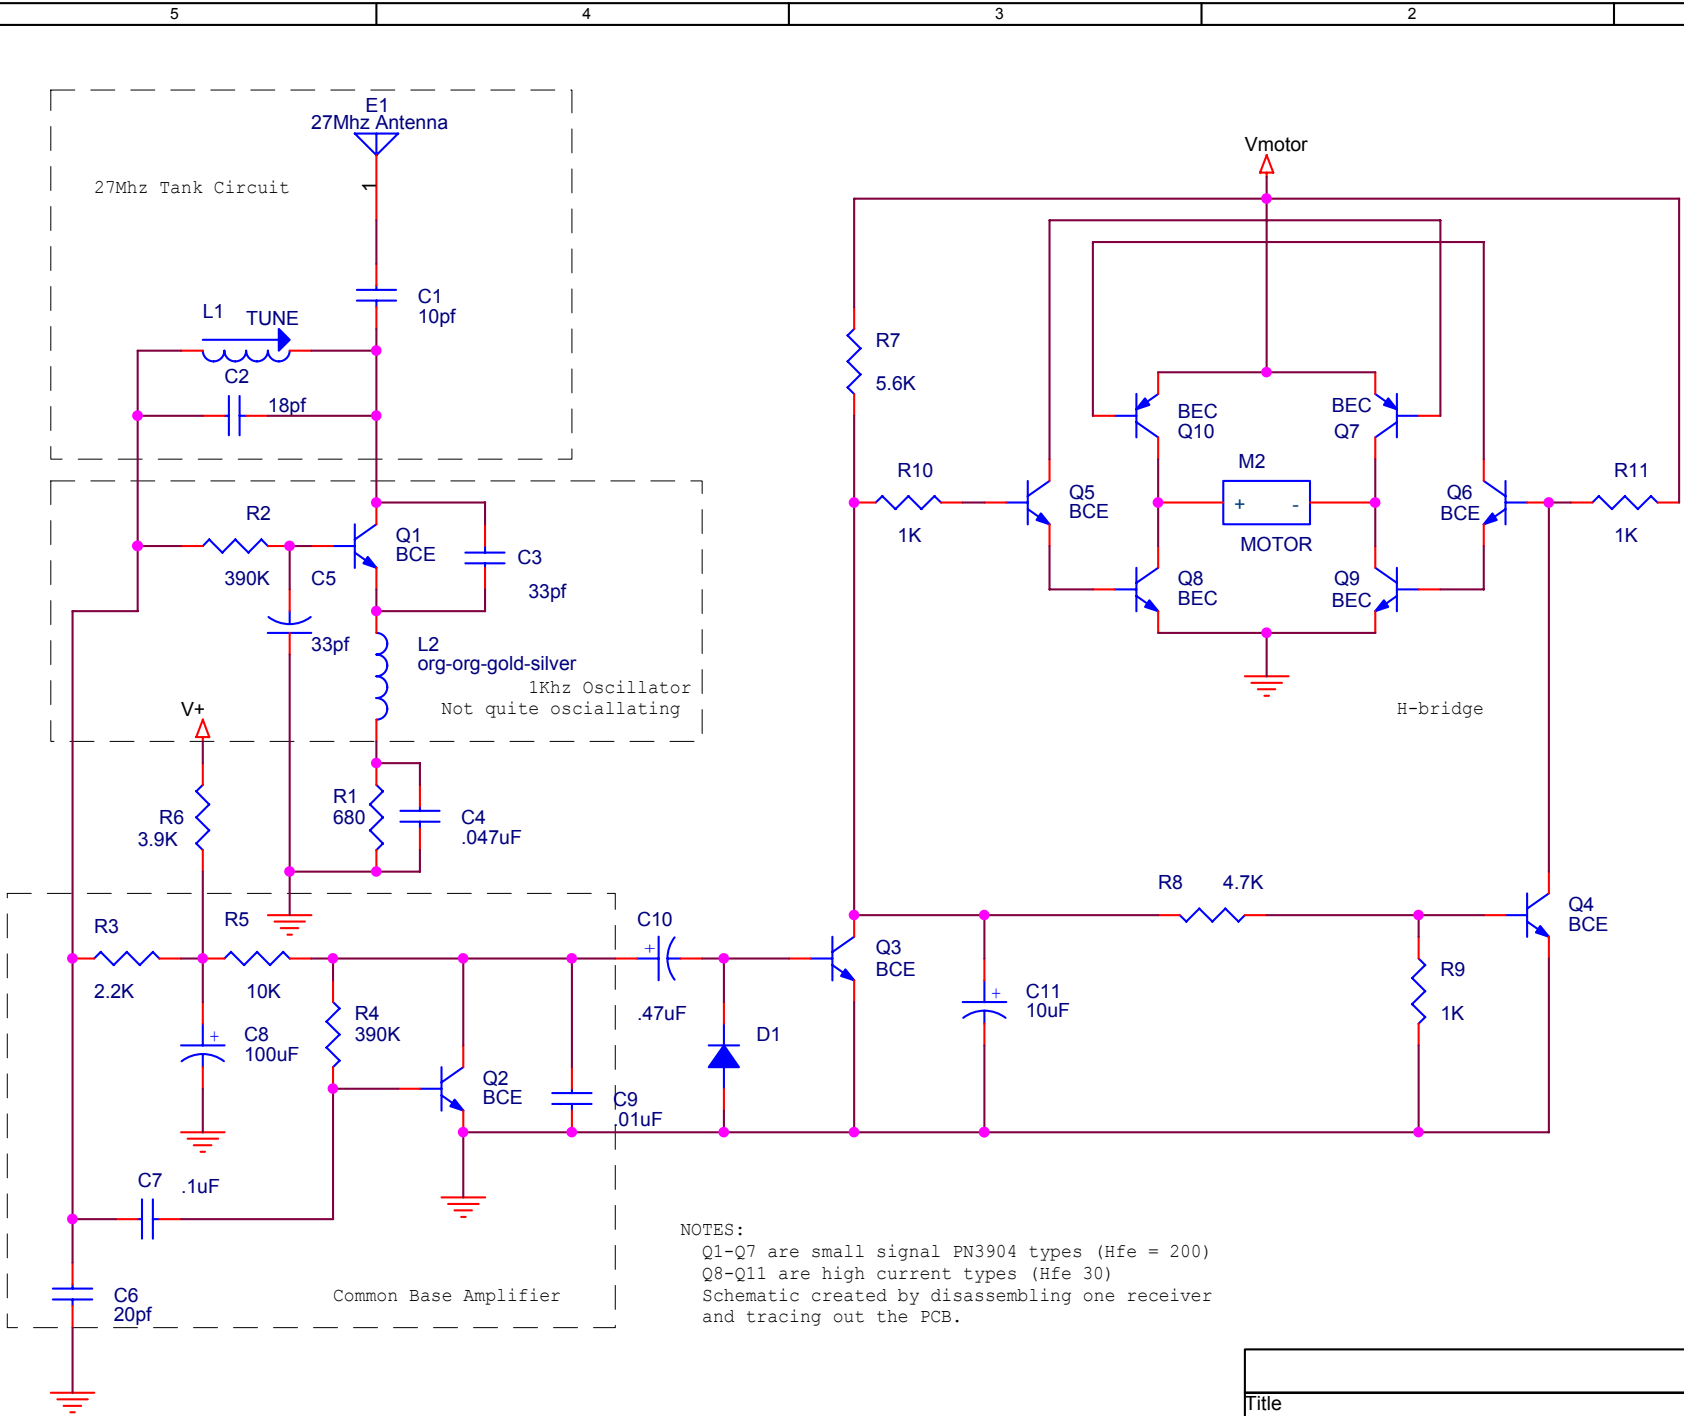 5 4 3 2
E1
27Mhz Antenna
1
27Mhz Tank Circuit
C1
10pf
L1 TUNE
C2
18pf
R2
390K
C5
33pf
Q1
BCE
C3
33pf
L2
org-org-gold-silver
1Khz Oscillator
Not quite osciallating
V+
R6
3.9K
R1
680
C4
.047uF
R3
2.2K
R5
10K
C8
+
100uF
R4
390K
Q2
BCE
C9
.01uF
C7 .1uF
C6
20pf
Common Base Amplifier
C10
+
.47uF
D1
Q3
BCE
C11
+
10uF
R8 4.7K
R9
1K
Q4
BCE
Vmotor
R7
5.6K
R10
1K
Q5
BCE
BEC
Q10
BEC
Q7
M2
+ -
MOTOR
Q8
BEC
Q9
BEC
Q6
BCE
R11
1K
H-bridge
NOTES:
Q1-Q7 are small signal PN3904 types (Hfe = 200)
Q8-Q11 are high current types (Hfe 30)
Schematic created by disassembling one receiver
and tracing out the PCB.
Title